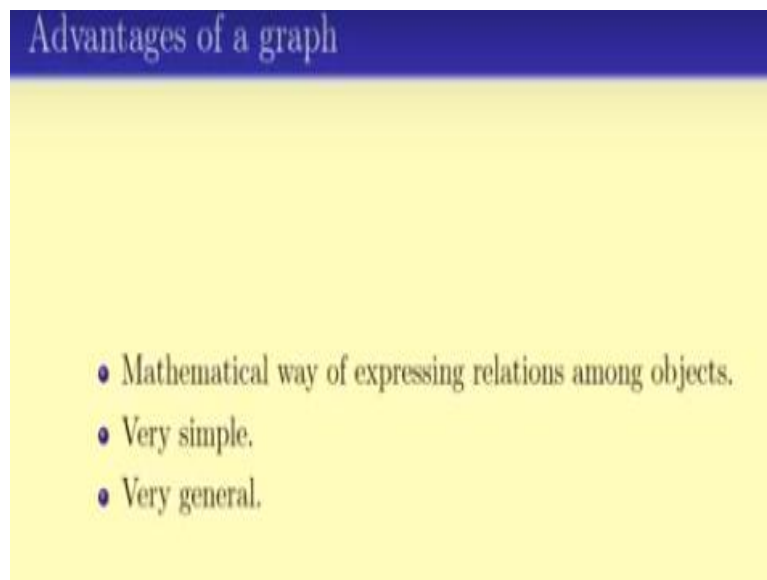 Advantages of a graph
Mathematical way of expressing relations among objects.
Very simple.
Very general.